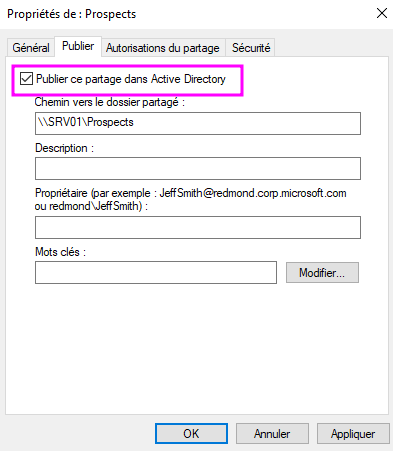 Propriétés de : Prospects
Général
Publier
Autorisations du partage
Sécurité
Publier ce partage dans Active Directory
Chemin vers le dossier partagé :
\\SRV01\Prospects
Description :
Propriétaire (par exemple : JeffSmith@redmond.corp.microsoft.com
ou redmond\JeffSmith) :
Mots clés :
Modifier...
OK
Annuler
Appliquer